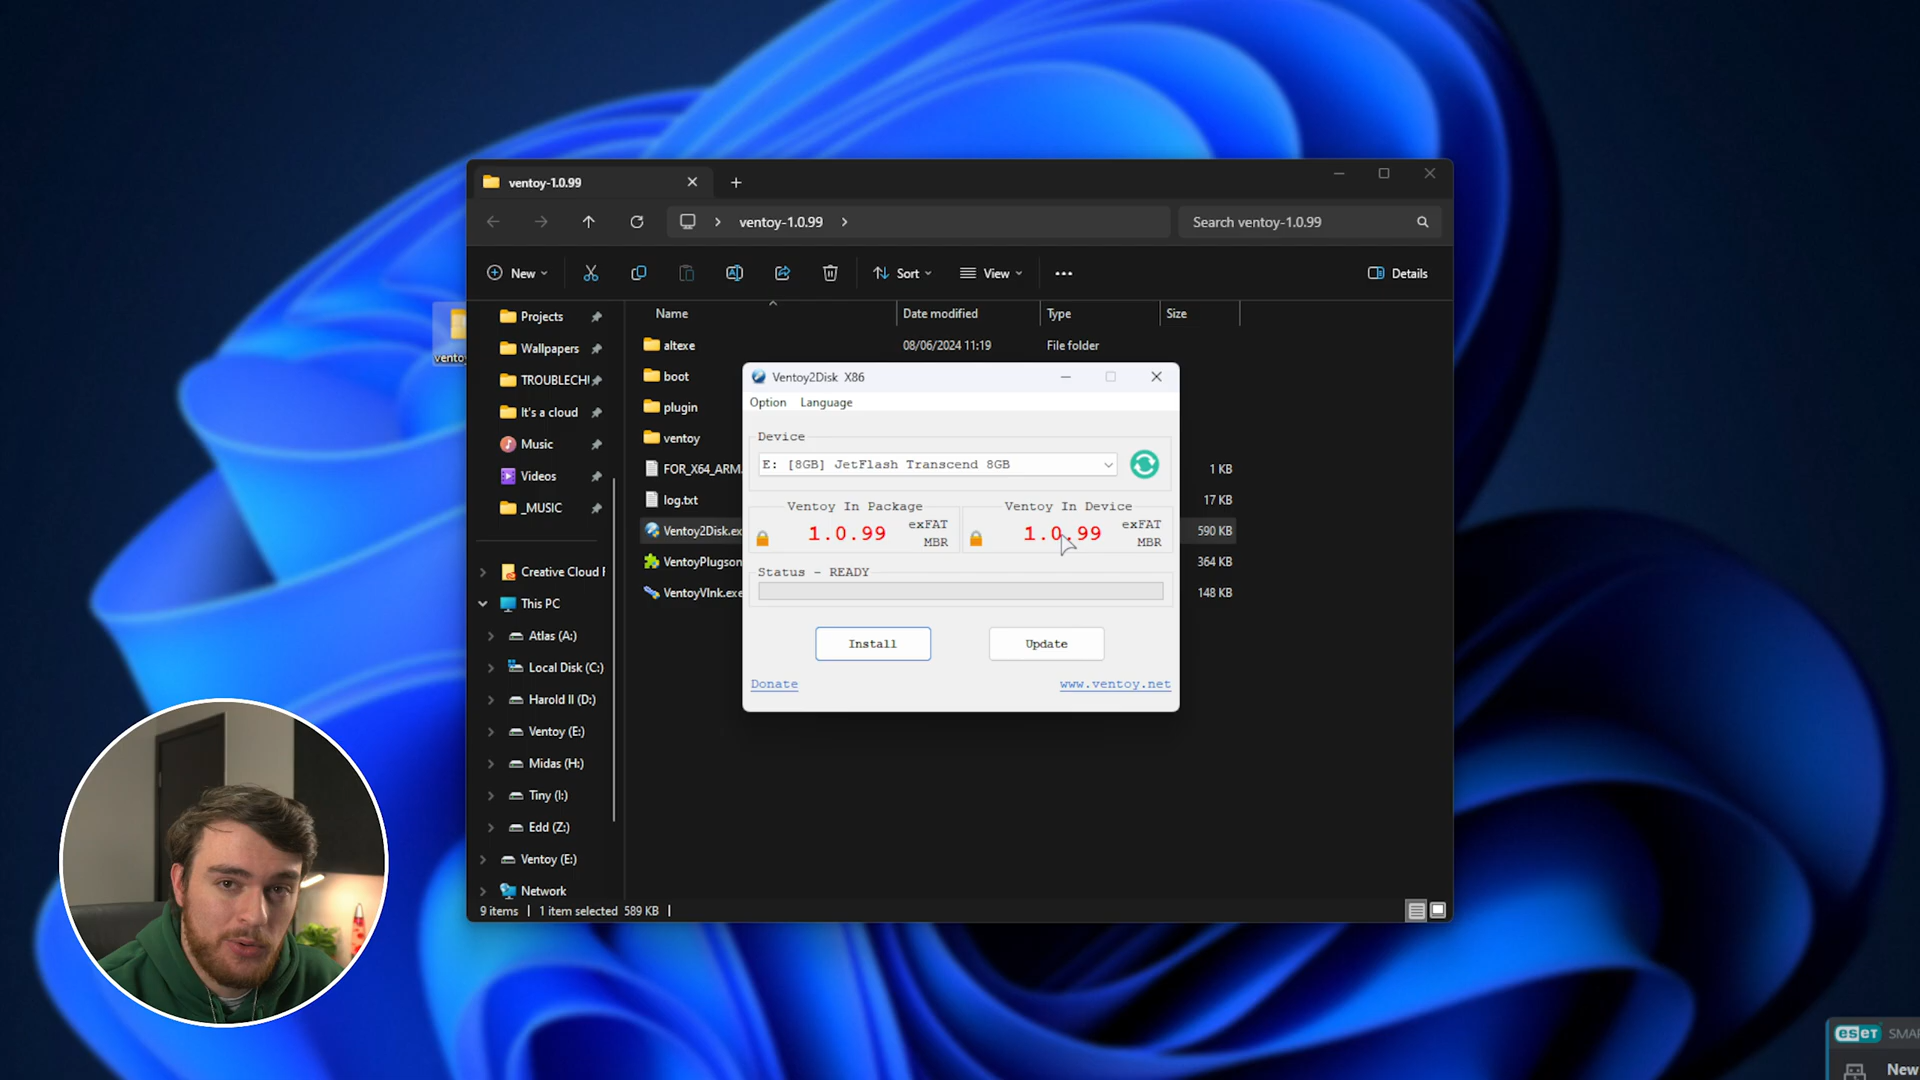 ventoy-1.0.99
ventoy-1.0.99
Search ventoy-1.0.99
New
Sort
View
Details
Projects
Wallpapers
TROUBLECH
It's a cloud
Music
Videos
_MUSIC
Creative Cloud F
This PC
Atlas (A:)
Local Disk (C:)
Harold II (D:)
Ventoy (E:)
Midas (H:)
Tiny (I:)
Edd (Z:)
Ventoy (E:)
Network
Name Date modified Type Size
altexe 08/06/2024 11:19 File folder
boot
plugin
ventoy
FOR_X64_ARM. 1 KB
log.txt 17 KB
Ventoy2Disk.ex 590 KB
VentoyPlugson 364 KB
VentoyVlnk.exe 148 KB
9 items 1 item selected 589 KB
Ventoy2Disk X86
Option Language
Device
E: [8GB] JetFlash Transcend 8GB
Ventoy In Package
1.0.99 exFAT
MBR
Ventoy In Device
1.0.99 exFAT
MBR
Status - READY
Install
Update
Donate
www.ventoy.net
vento
eset SMA
New